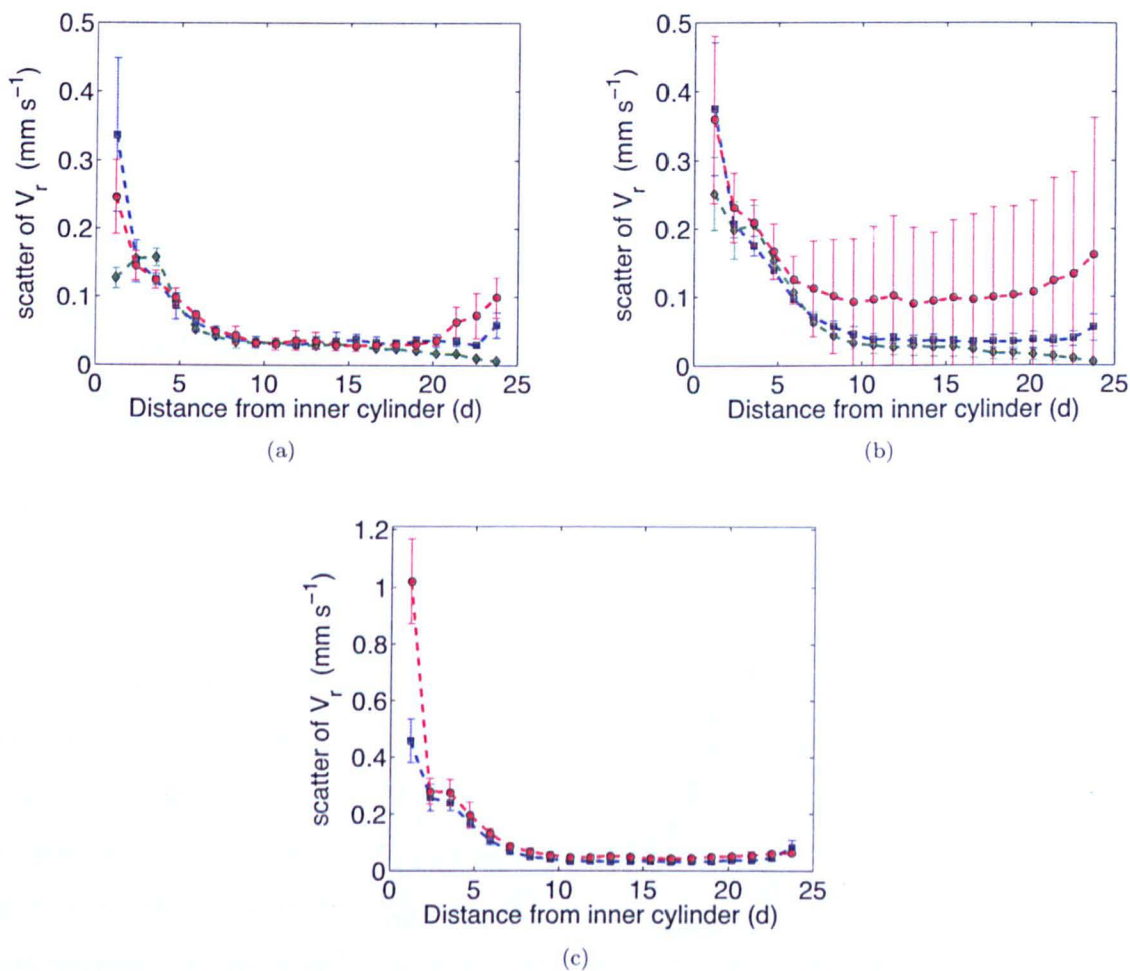 0.5
0.4
0.3
0.2
0.1
0
0 5 10 15 20 25
scatter of V_r (mm s⁻¹)
Distance from inner cylinder (d)
(a)
0.5
0.4
0.3
0.2
0.1
0
0 5 10 15 20 25
scatter of V_r (mm s⁻¹)
Distance from inner cylinder (d)
(b)
1.2
1
0.8
0.6
0.4
0.2
0
0 5 10 15 20 25
scatter of V_r (mm s⁻¹)
Distance from inner cylinder (d)
(c)